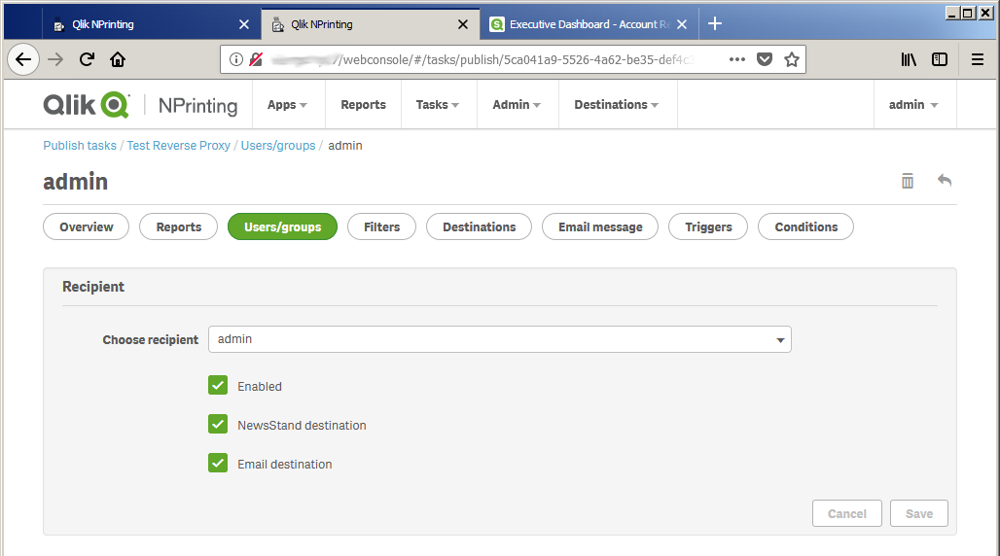 Qlik NPrinting
Qlik NPrinting
Executive Dashboard - Account Re
/webconsole/#/tasks/publish/5ca041a9-5526-4a62-be35-def4c
Qlik NPrinting
Apps
Reports
Tasks
Admin
Destinations
admin
Publish tasks / Test Reverse Proxy / Users/groups / admin
admin
Overview
Reports
Users/groups
Filters
Destinations
Email message
Triggers
Conditions
Recipient
Choose recipient
admin
Enabled
NewsStand destination
Email destination
Cancel
Save